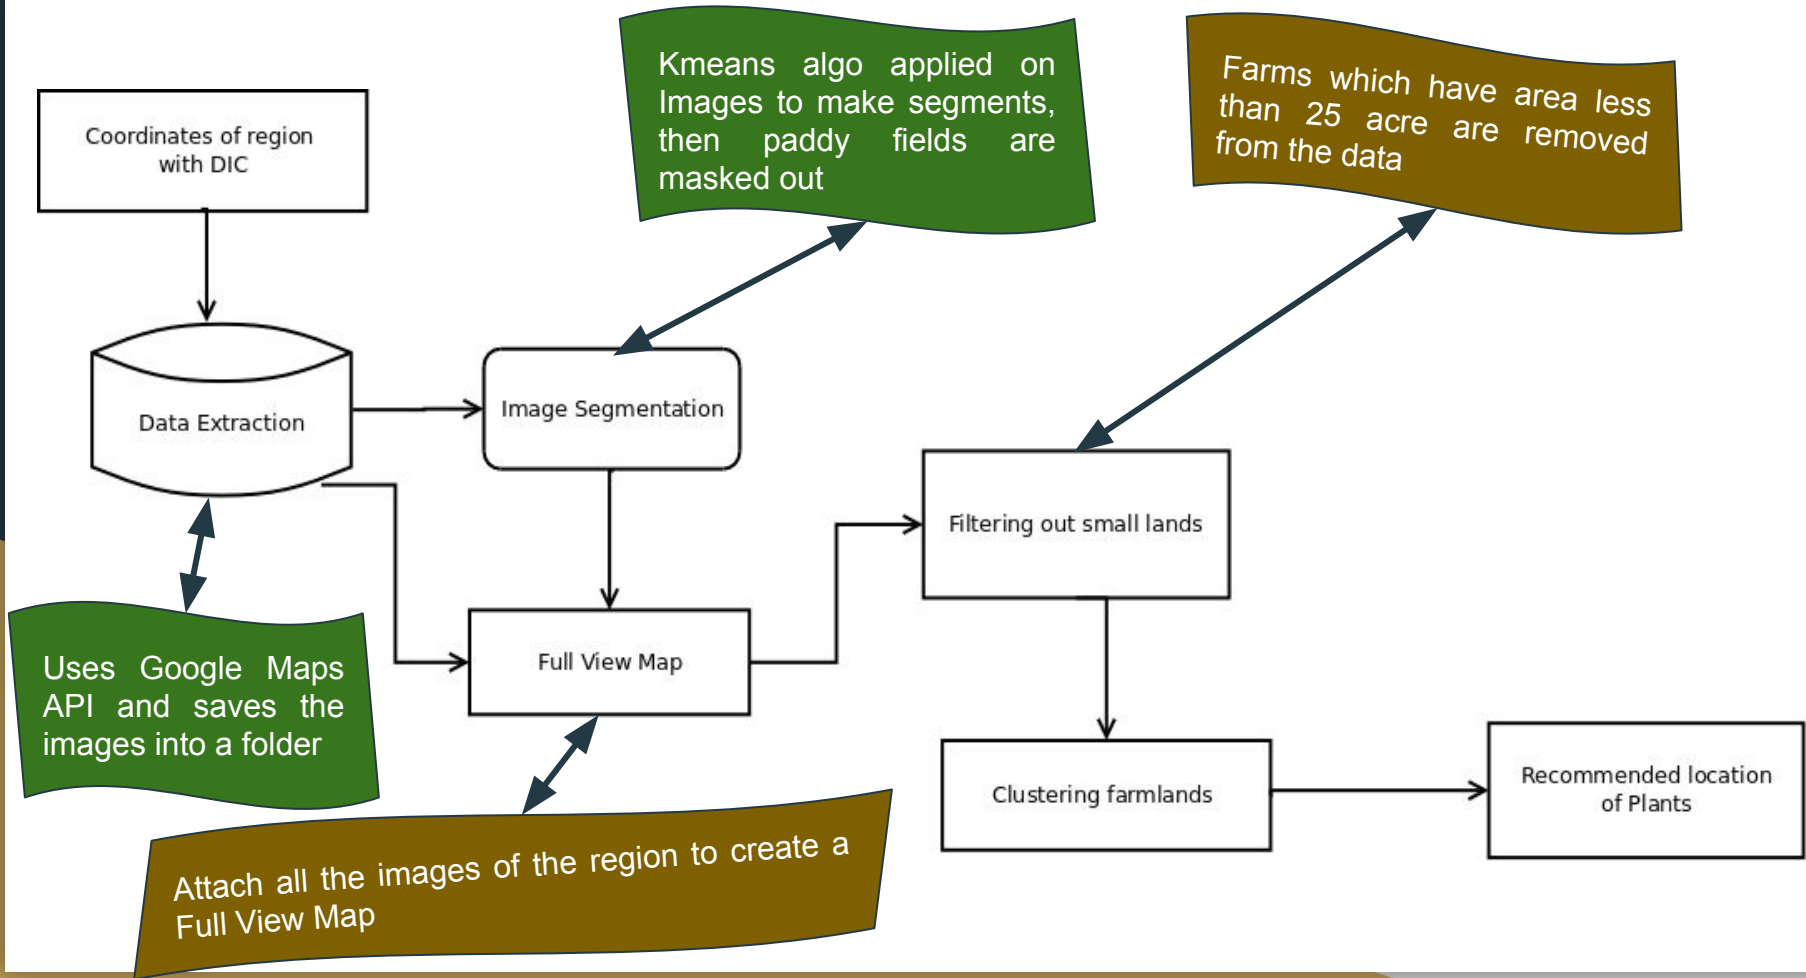 Kmeans algo applied on
Images to make segments,
then paddy fields are
masked out
Farms which have area less
than 25 acre are removed
from the data
Coordinates of region
with DIC
Data Extraction
Image Segmentation
Filtering out small lands
Full View Map
Uses Google Maps
API and saves the
images into a folder
Attach all the images of the region to create a
Full View Map
Clustering farmlands
Recommended location
of Plants